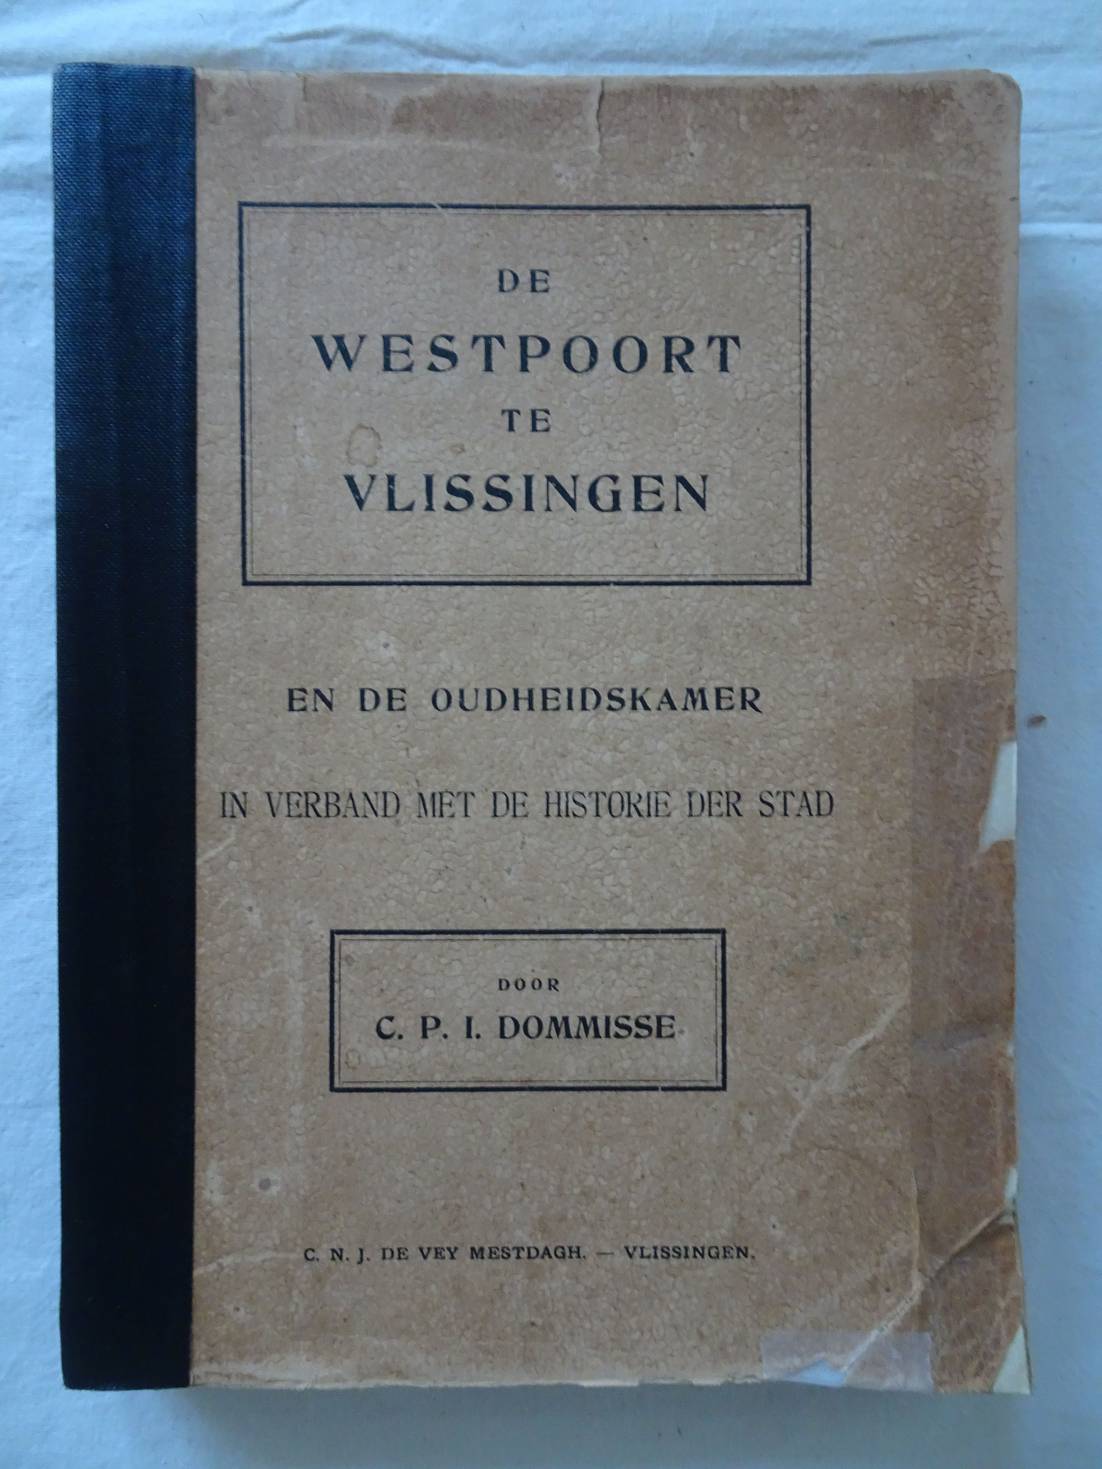 DE
WESTPOORT
TE
VLISSINGEN
EN DE OUDHEIDSKAMER
IN VERBAND MET DE HISTORIE DER STAD
DOOR
C. P. I. DOMMISSE
C. N. J. DE VEY MESTDAGH. — VLISSINGEN.